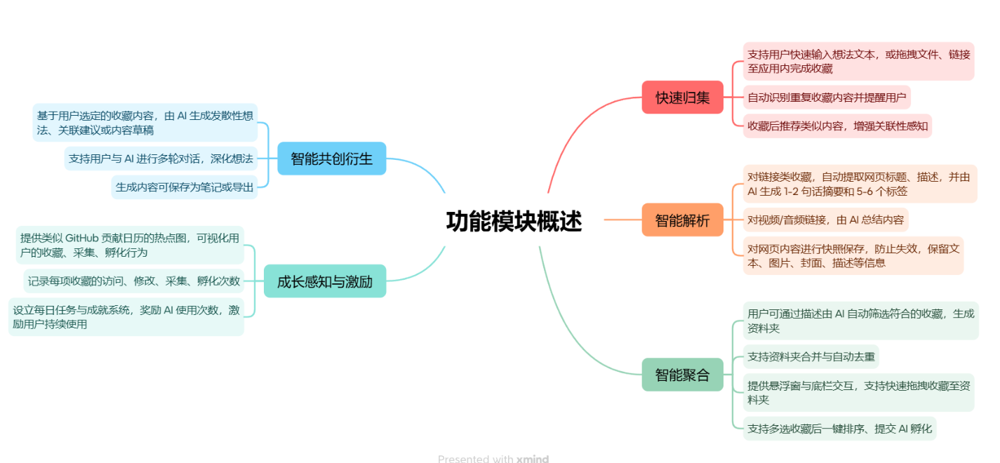 功能模块概述
快速归集
支持用户快速输入想法文本，或拖拽文件、链接
至应用内完成收藏
自动识别重复收藏内容并提醒用户
收藏后推荐类似内容，增强关联性感知
智能解析
对链接类收藏，自动提取网页标题、描述，并由
AI 生成 1-2 句话摘要和 5-6 个标签
对视频/音频链接，由 AI 总结内容
对网页内容进行快照保存，防止失效，保留文
本、图片、封面、描述等信息
智能聚合
用户可通过描述由 AI 自动筛选符合的收藏，生成
资料夹
支持资料夹合并与自动去重
提供悬浮窗与底栏交互，支持快速拖拽收藏至资
料夹
支持多选收藏后一键排序、提交 AI 孵化
智能共创衍生
基于用户选定的收藏内容，由 AI 生成发散性想
法、关联建议或内容草稿
支持用户与 AI 进行多轮对话，深化想法
生成内容可保存为笔记或导出
成长感知与激励
提供类似 GitHub 贡献日历的热点图，可视化用
户的收藏、采集、孵化行为
记录每项收藏的访问、修改、采集、孵化次数
设立每日任务与成就系统，奖励 AI 使用次数，激
励用户持续使用
Presented with xmind